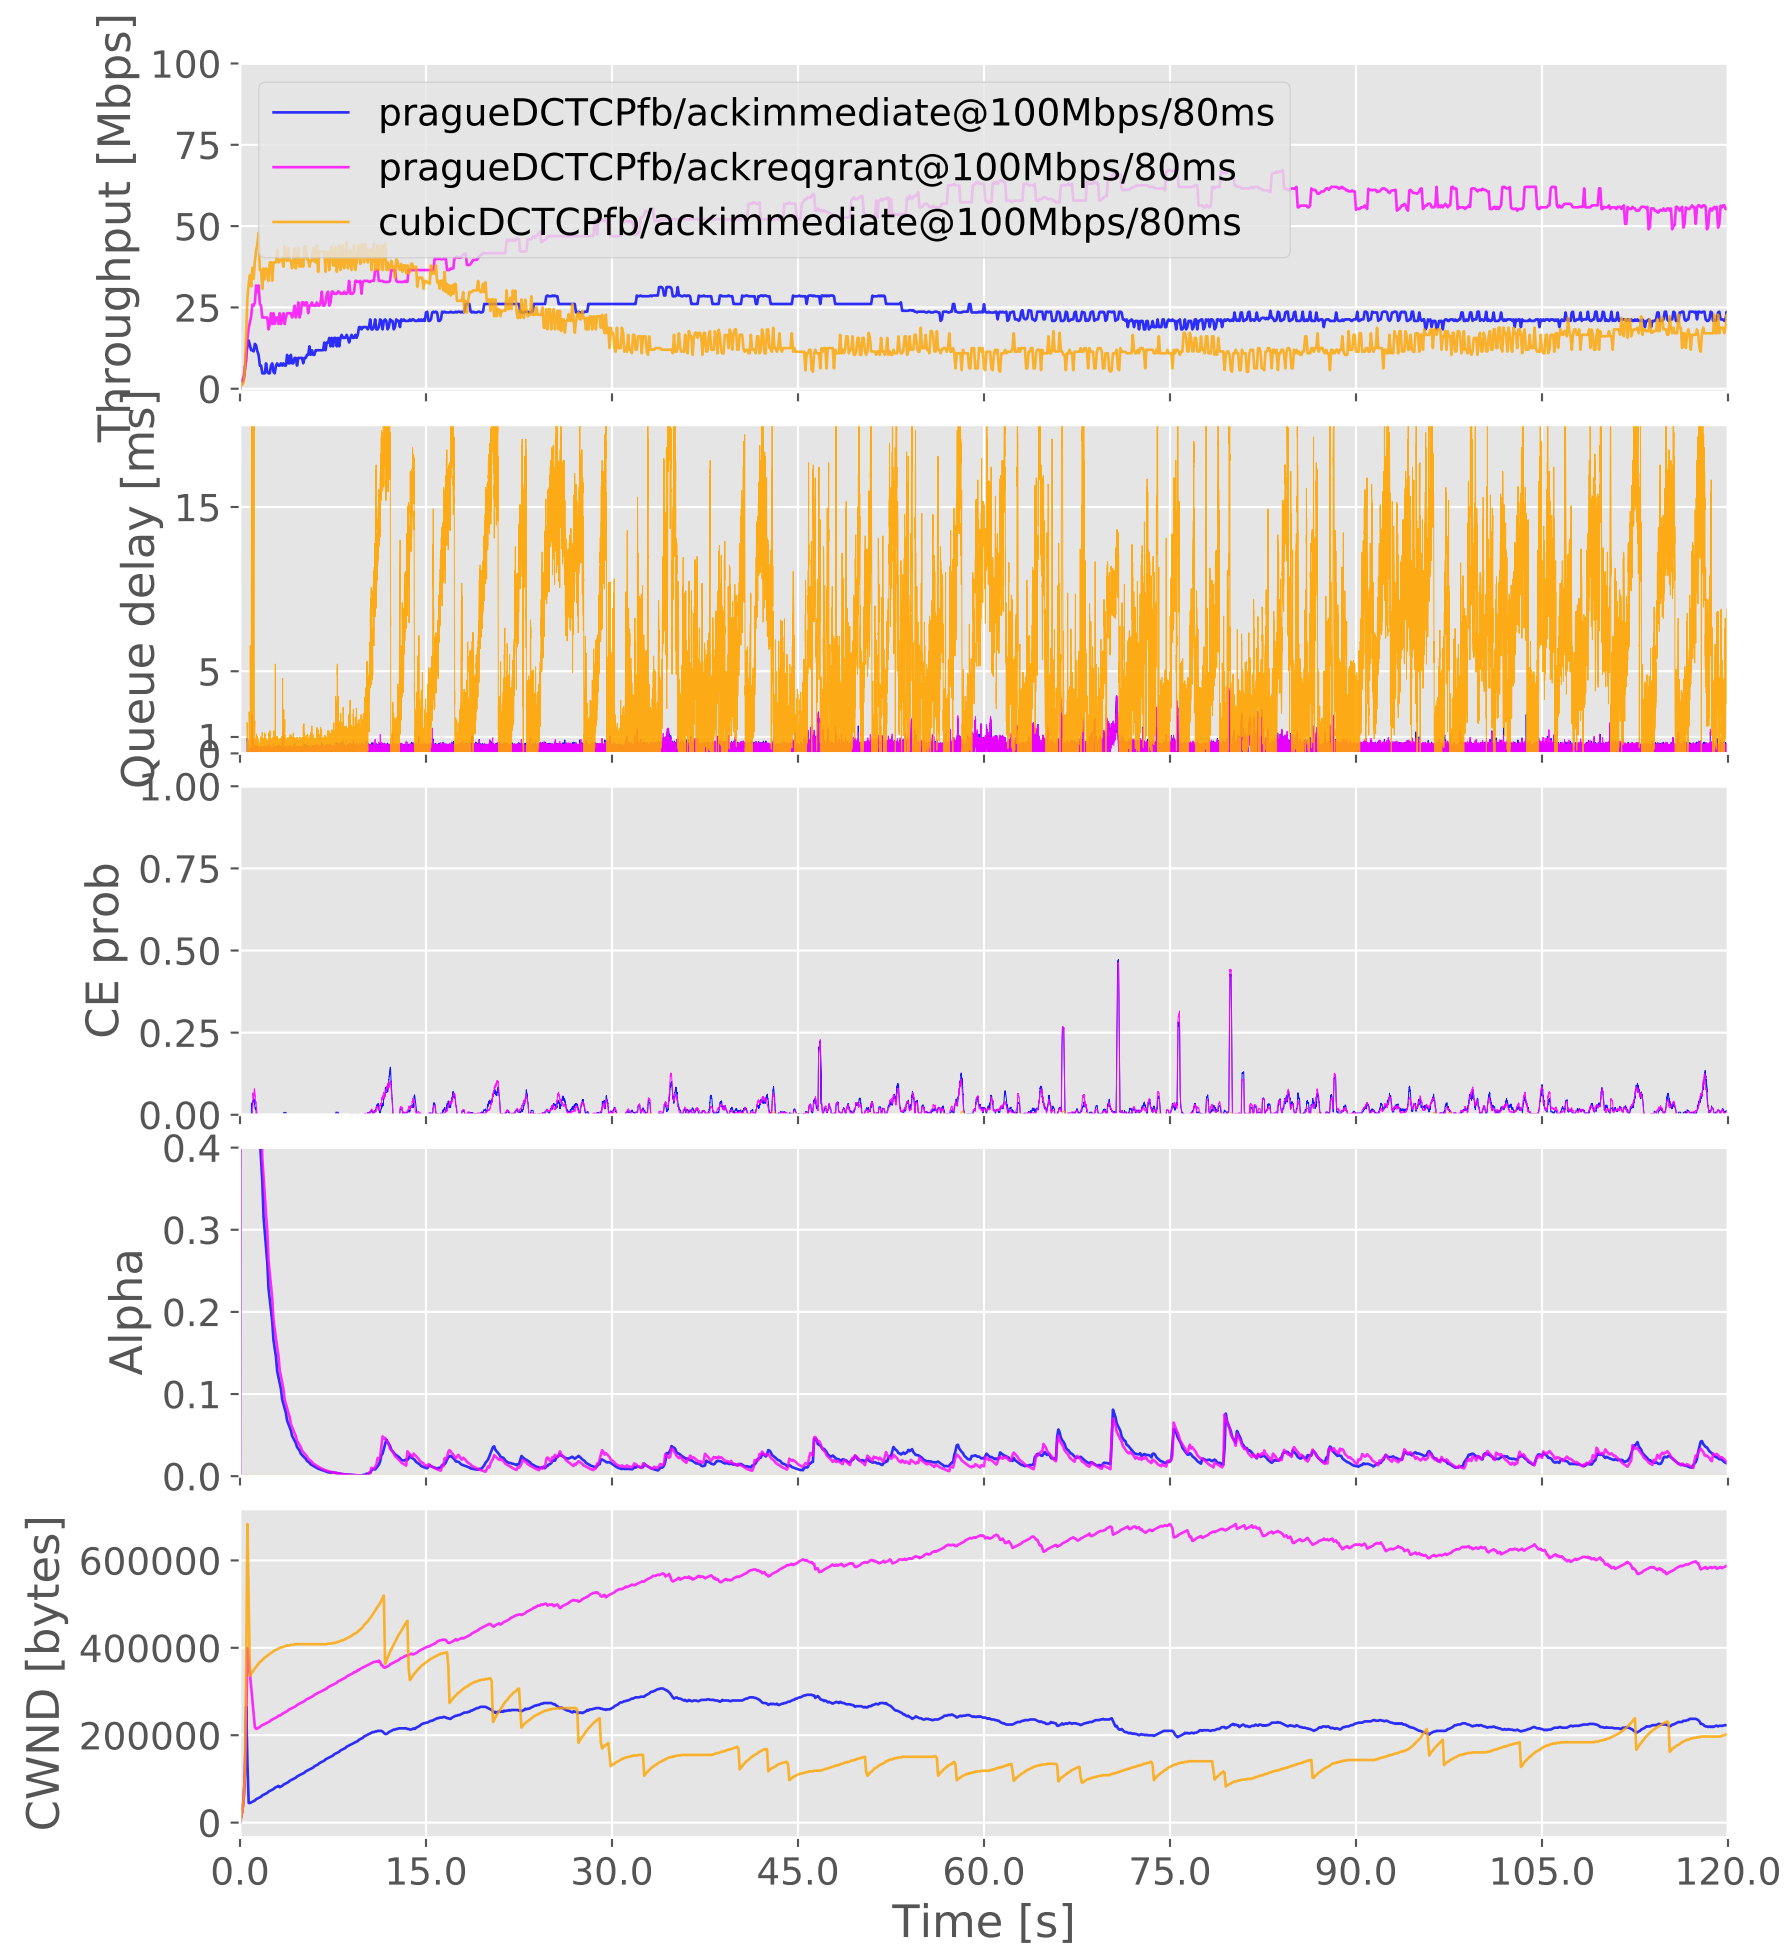 Throughput [Mbps]
100
75
50
25
0
pragueDCTCPfb/ackimmediate@100Mbps/80ms
pragueDCTCPfb/ackreqgrant@100Mbps/80ms
cubicDCTCPfb/ackimmediate@100Mbps/80ms
Queue delay [ms]
15
5
1
0
CE prob
1.00
0.75
0.50
0.25
0.00
Alpha
0.4
0.3
0.2
0.1
0.0
CWND [bytes]
600000
400000
200000
0
0.0 15.0 30.0 45.0 60.0 75.0 90.0 105.0 120.0
Time [s]